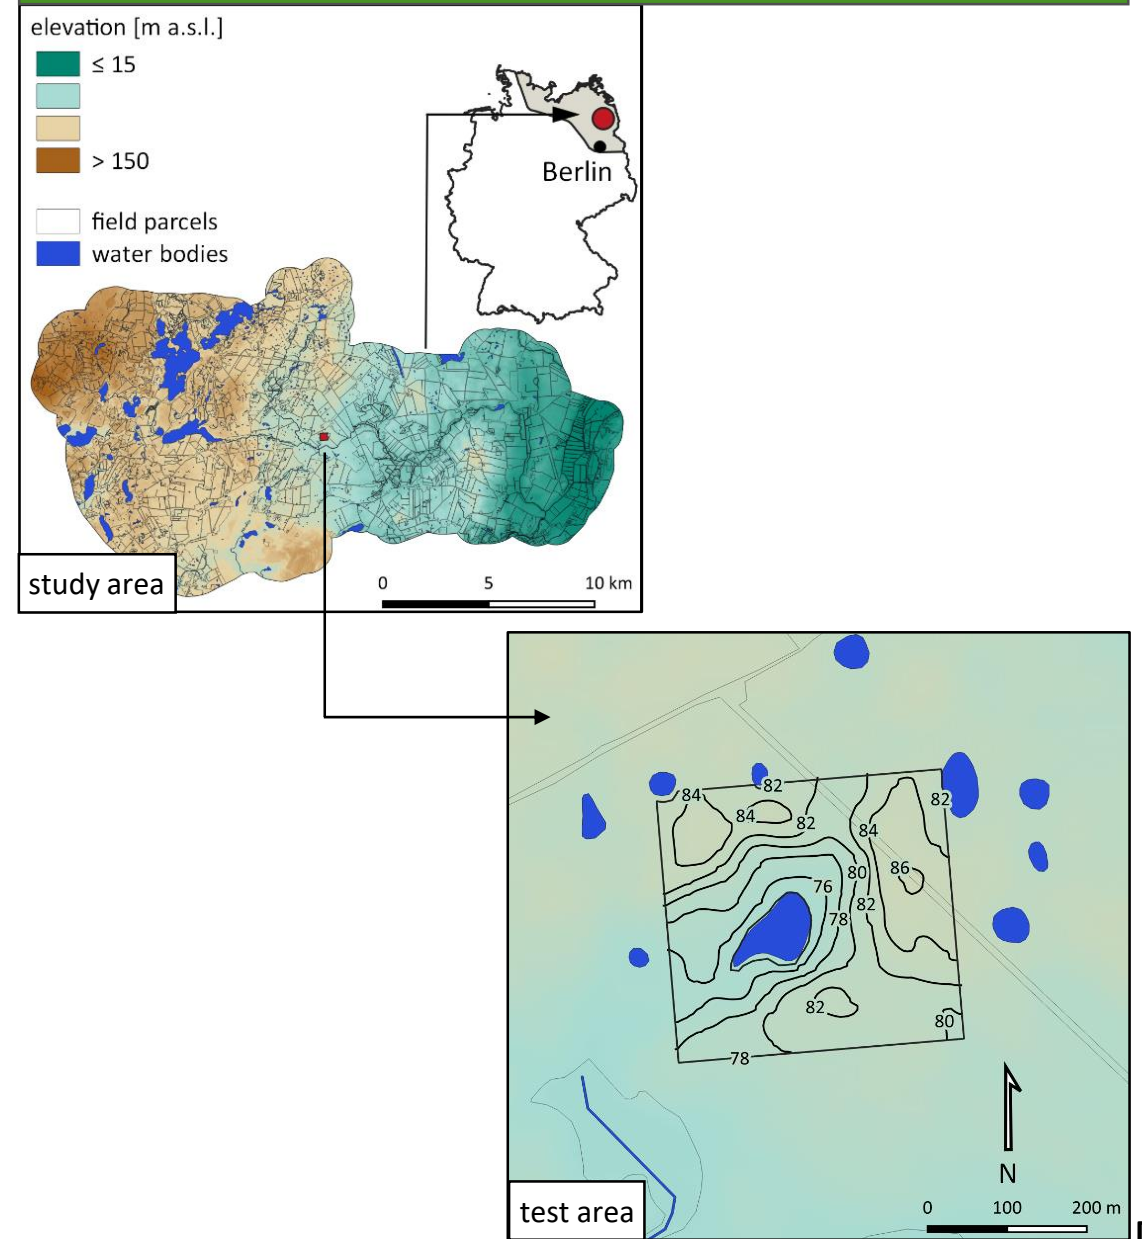 elevation [m a.s.l.]
≤ 15
> 150
field parcels
water bodies
Berlin
study area
0 5 10 km
82
84
82
84
82
84
86
80
76
82
78
82
80
78
N
test area
0 100 200 m